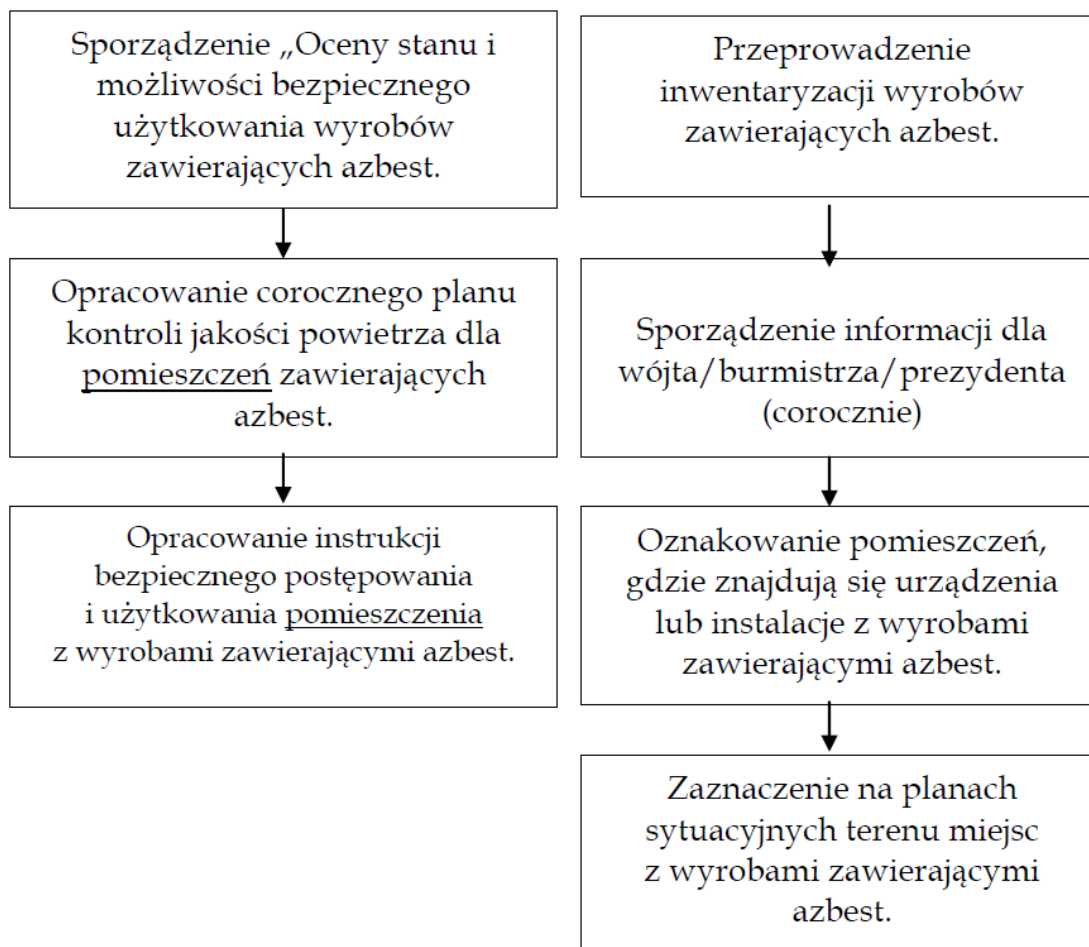 Sporządzenie „Oceny stanu i
możliwości bezpiecznego
użytkowania wyrobów
zawierających azbest.
Opracowanie corocznego planu
kontroli jakości powietrza dla
pomieszczeń zawierających
azbest.
Opracowanie instrukcji
bezpiecznego postępowania
i użytkowania pomieszczenia
z wyrobami zawierającymi azbest.
Przeprowadzenie
inwentaryzacji wyrobów
zawierających azbest.
Sporządzenie informacji dla
wójta/burmistrza/prezydenta
(corocznie)
Oznakowanie pomieszczeń,
gdzie znajdują się urządzenia
lub instalacje z wyrobami
zawierającymi azbest.
Zaznaczenie na planach
sytuacyjnych terenu miejsc
z wyrobami zawierającymi
azbest.